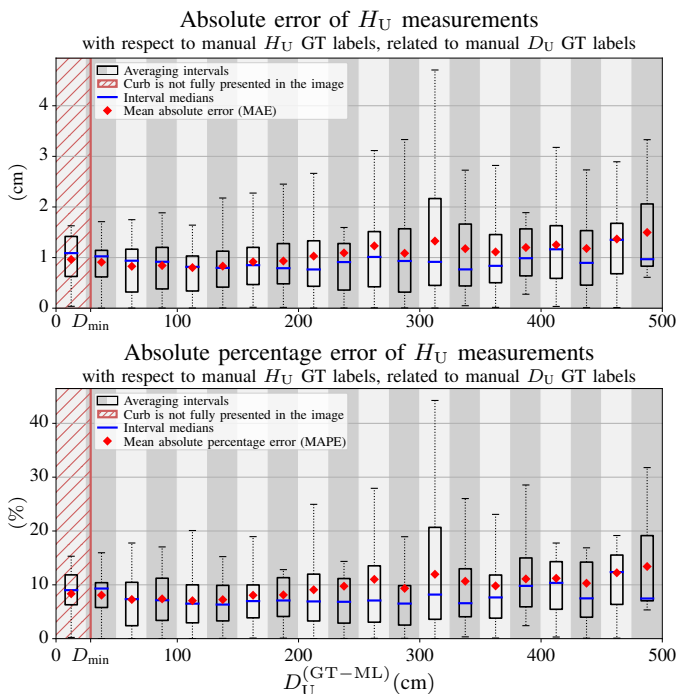 Absolute error of H_U measurements
with respect to manual H_U GT labels, related to manual D_U GT labels
Averaging intervals
Curb is not fully presented in the image
Interval medians
Mean absolute error (MAE)
(cm)
4
3
2
1
0
0 D_min 100 200 300 400 500
Absolute percentage error of H_U measurements
with respect to manual H_U GT labels, related to manual D_U GT labels
Averaging intervals
Curb is not fully presented in the image
Interval medians
Mean absolute percentage error (MAPE)
(%)
40
30
20
10
0
0 D_min 100 200 300 400 500
D_U^(GT−ML) (cm)